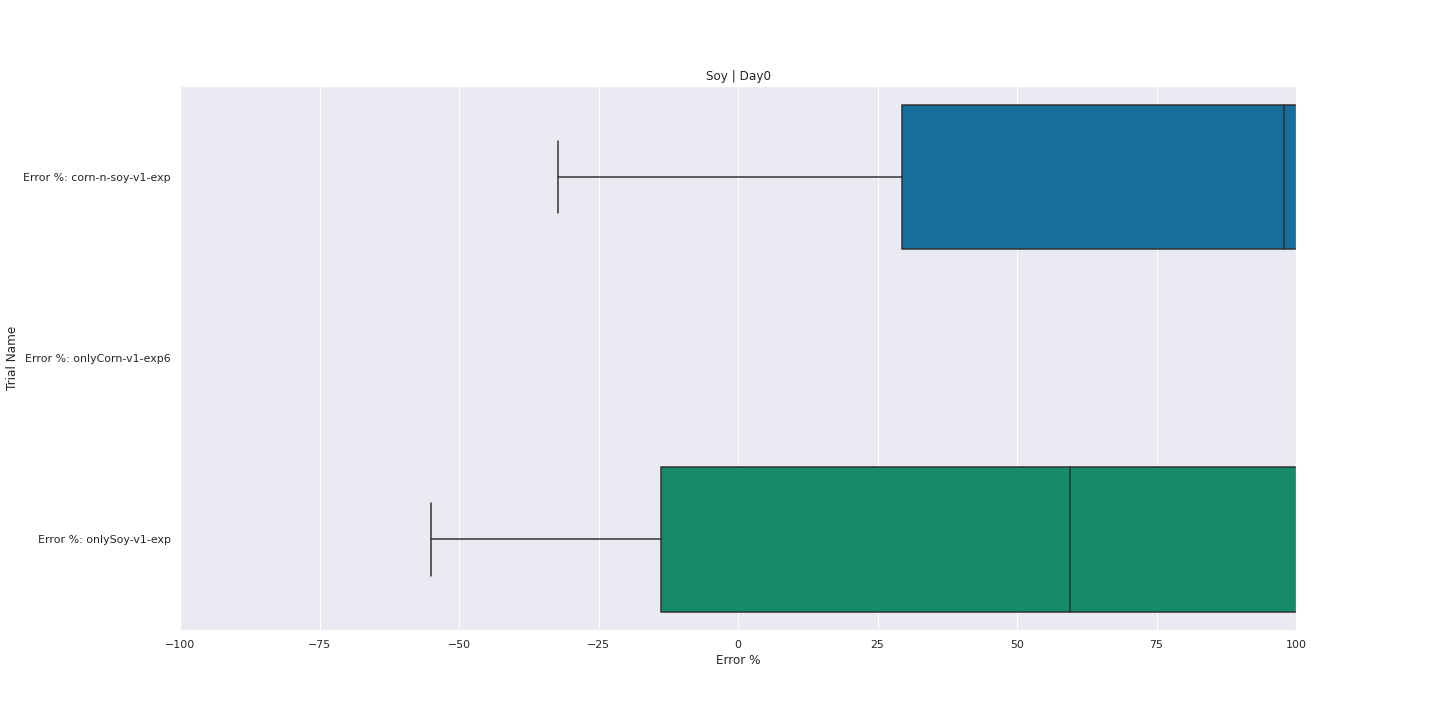 Soy | Day0
Error %: corn-n-soy-v1-exp
Error %: onlyCorn-v1-exp6
Error %: onlySoy-v1-exp
Trial Name
−100 −75 −50 −25 0 25 50 75 100
Error %